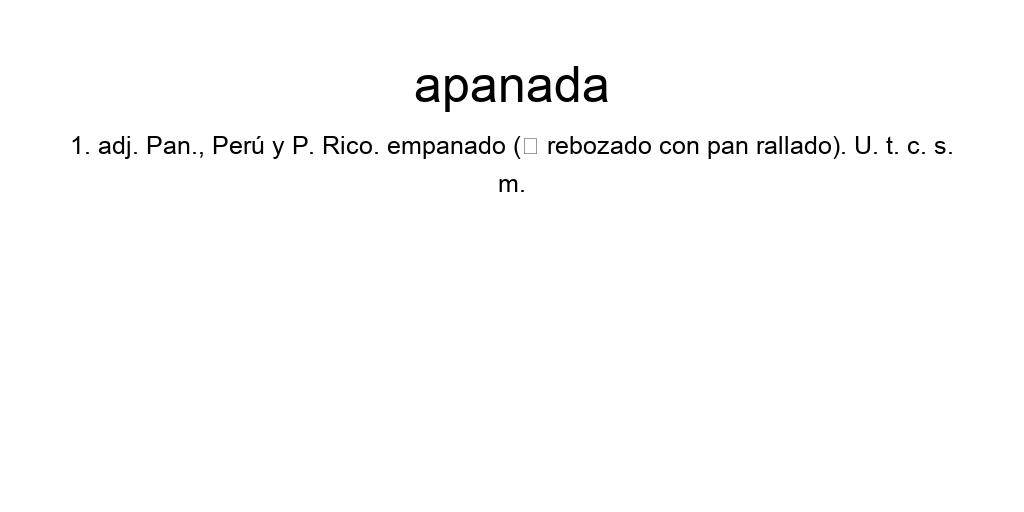 apanada
1. adj. Pan., Perú y P. Rico. empanado (□ rebozado con pan rallado). U. t. c. s.
m.